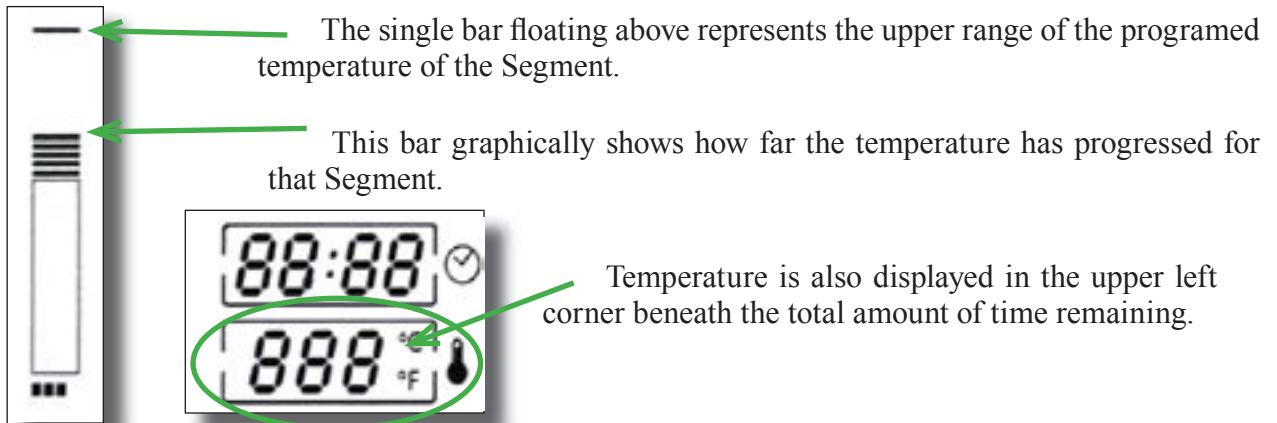 The single bar floating above represents the upper range of the programed
temperature of the Segment.
This bar graphically shows how far the temperature has progressed for
that Segment.
88:88
Temperature is also displayed in the upper left
corner beneath the total amount of time remaining.
888 °C
°F